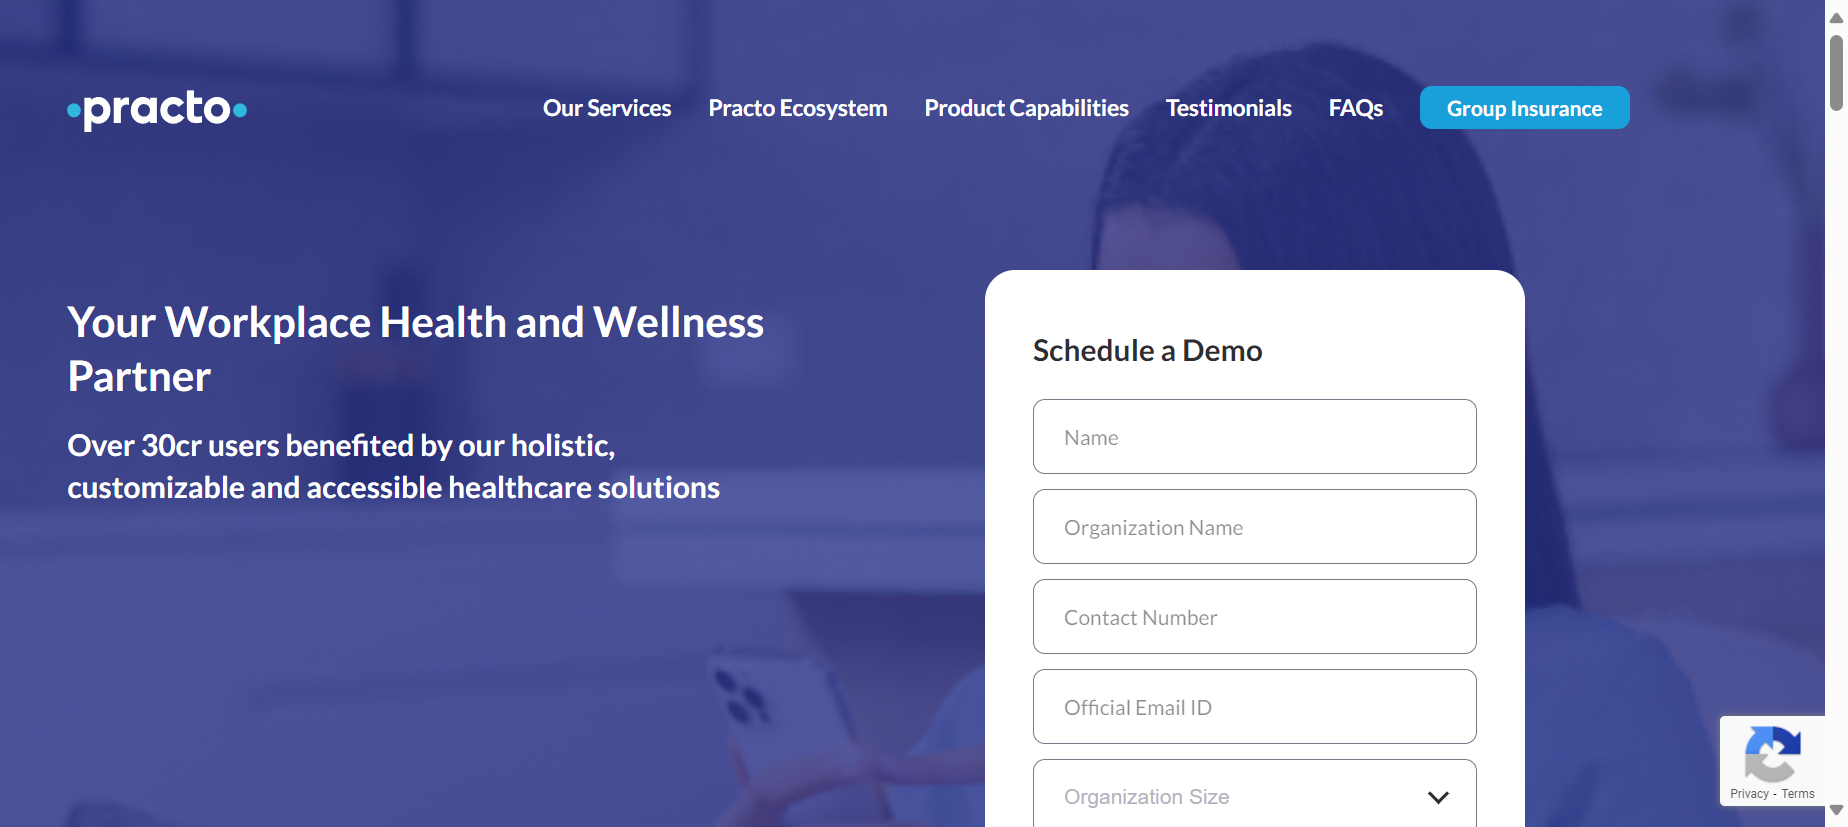 practo
Our Services
Practo Ecosystem
Product Capabilities
Testimonials
FAQs
Group Insurance
Your Workplace Health and Wellness
Partner
Over 30cr users benefited by our holistic,
customizable and accessible healthcare solutions
Schedule a Demo
Name
Organization Name
Contact Number
Official Email ID
Organization Size
Privacy - Terms